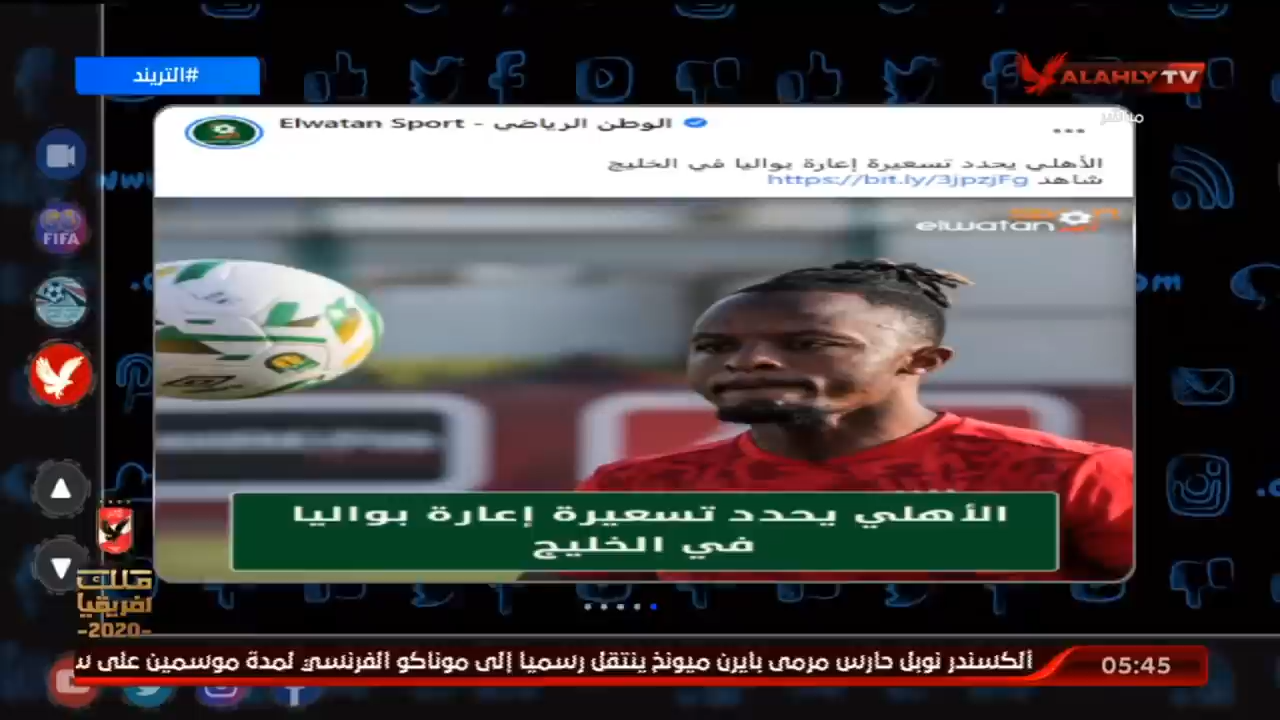 #التريند
ALAHLY TV
مباشر
Elwatan Sport - الوطن الرياضي
الأهلي يحدد تسعيرة إعارة بواليا في الخليج
شاهد https://bit.ly/3jpzjFg
elwatan
FIFA
الأهلي يحدد تسعيرة إعارة بواليا
في الخليج
ملك
افريقيا
-2020-
ألكسندر نوبل حارس مرمى بايرن ميونخ ينتقل رسميا إلى موناكو الفرنسي لمدة موسمين على س
05:45